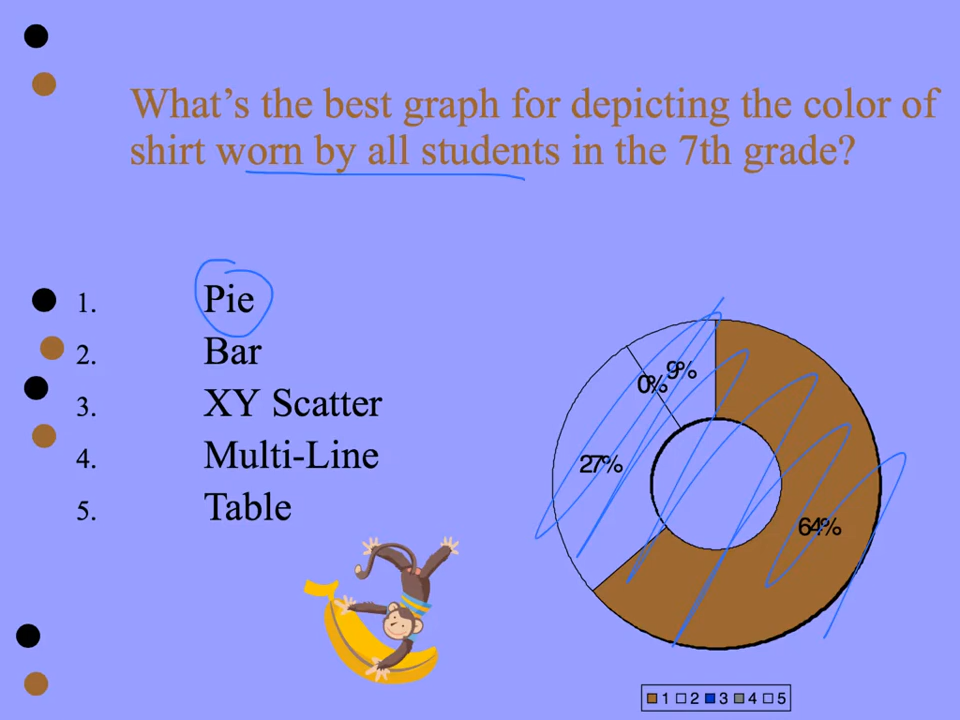 What's the best graph for depicting the color of
shirt worn by all students in the 7th grade?
1. Pie
2. Bar
3. XY Scatter
4. Multi-Line
5. Table
0%
9%
27%
64%
1 2 3 4 5